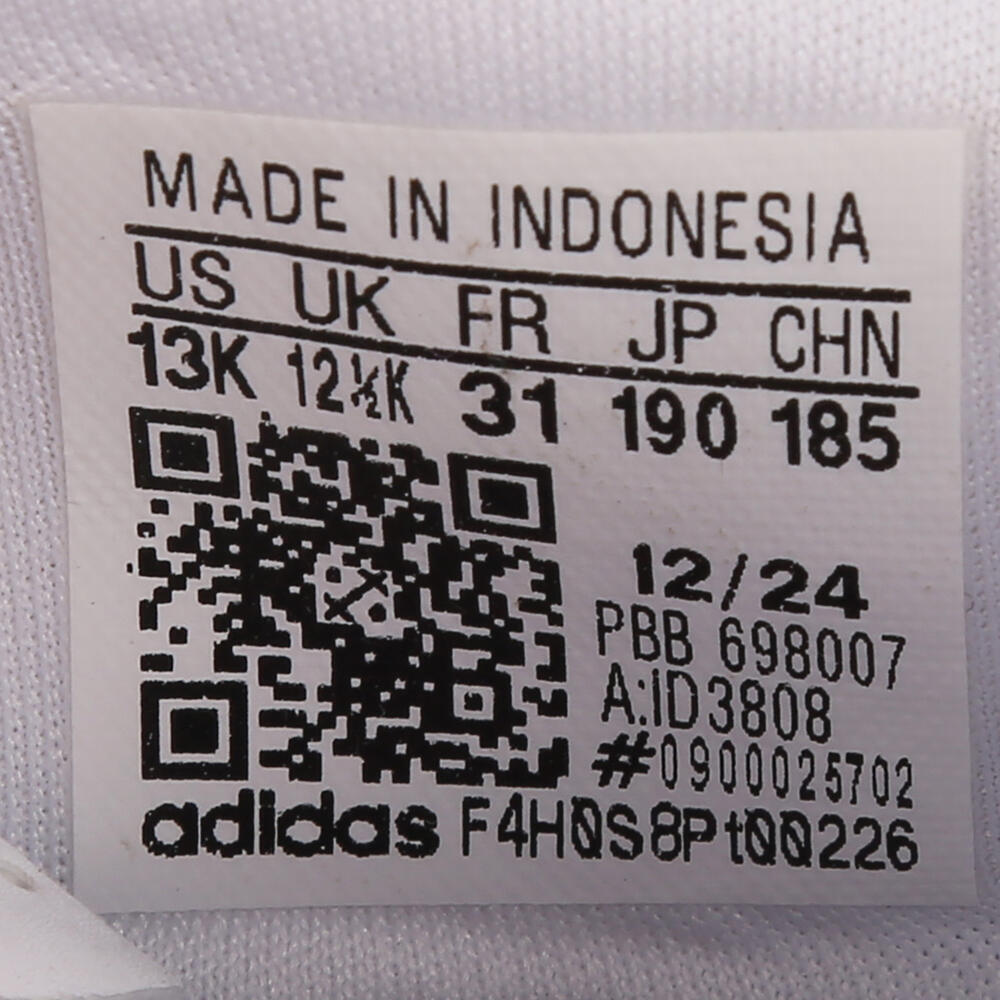 MADE IN INDONESIA
US UK FR JP CHN
13K 12½K 31 190 185
12/24
PBB 698007
A:ID3808
#0900025702
adidas F4H0S8Pt00226